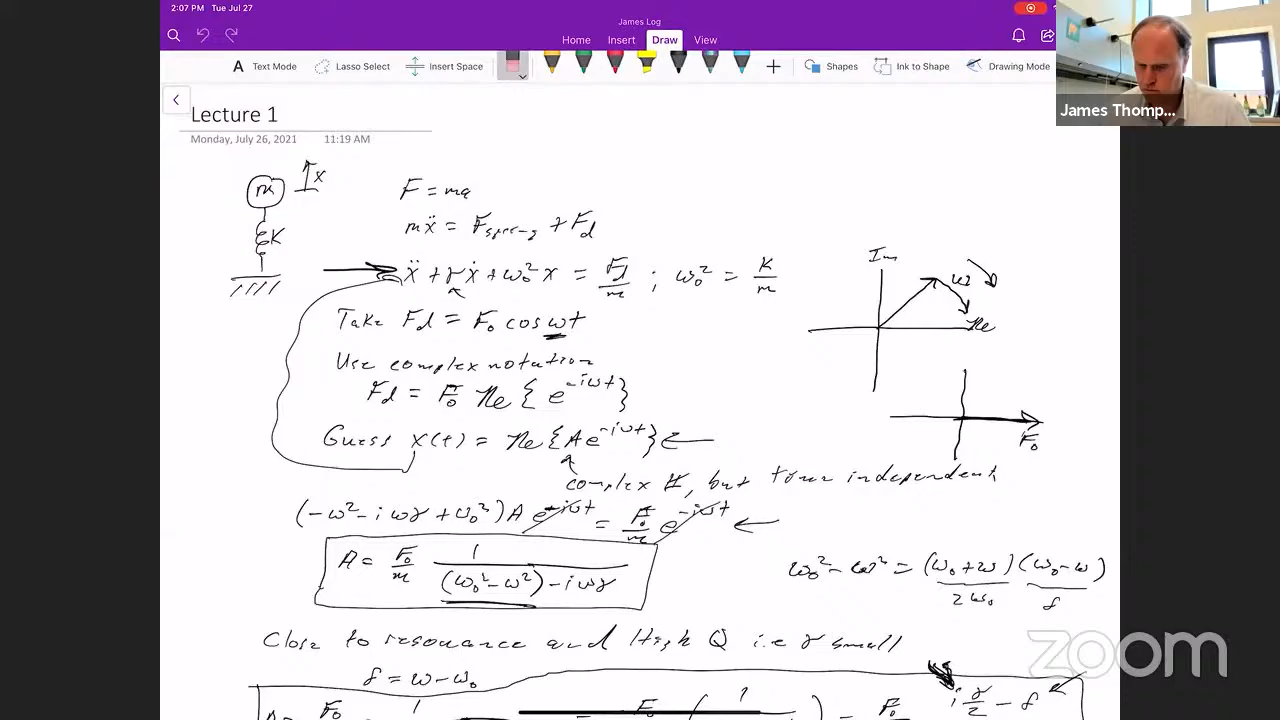 2:07 PM Tue Jul 27
James Log
Home Insert Draw View
Text Mode Lasso Select Insert Space Shapes Ink to Shape Drawing Mode
James Thomp...
Lecture 1
Monday, July 26, 2021 11:19 AM
m x
K
F = ma
mẍ = F_spring + F_d
ẍ + γẋ + ω₀² x = F_d/m ; ω₀² = K/m
Take F_d = F₀ cos ωt
Use complex notation
F_d = F₀ Re { e^{-iωt} }
Guess x(t) = Re { A e^{-iωt} }
complex #, but time independent
Im
ω
Re
F₀
(-ω² - iωγ + ω₀²) A e^{-iωt} = F₀/m e^{-iωt}
A = F₀/m 1/((ω₀² - ω²) - iωγ)
ω₀² - ω² = (ω₀ + ω)(ω₀ - ω)
2ω₀ δ
Close to resonance and High Q i.e γ small
δ = ω - ω₀
i γ/2 - δ
zoom